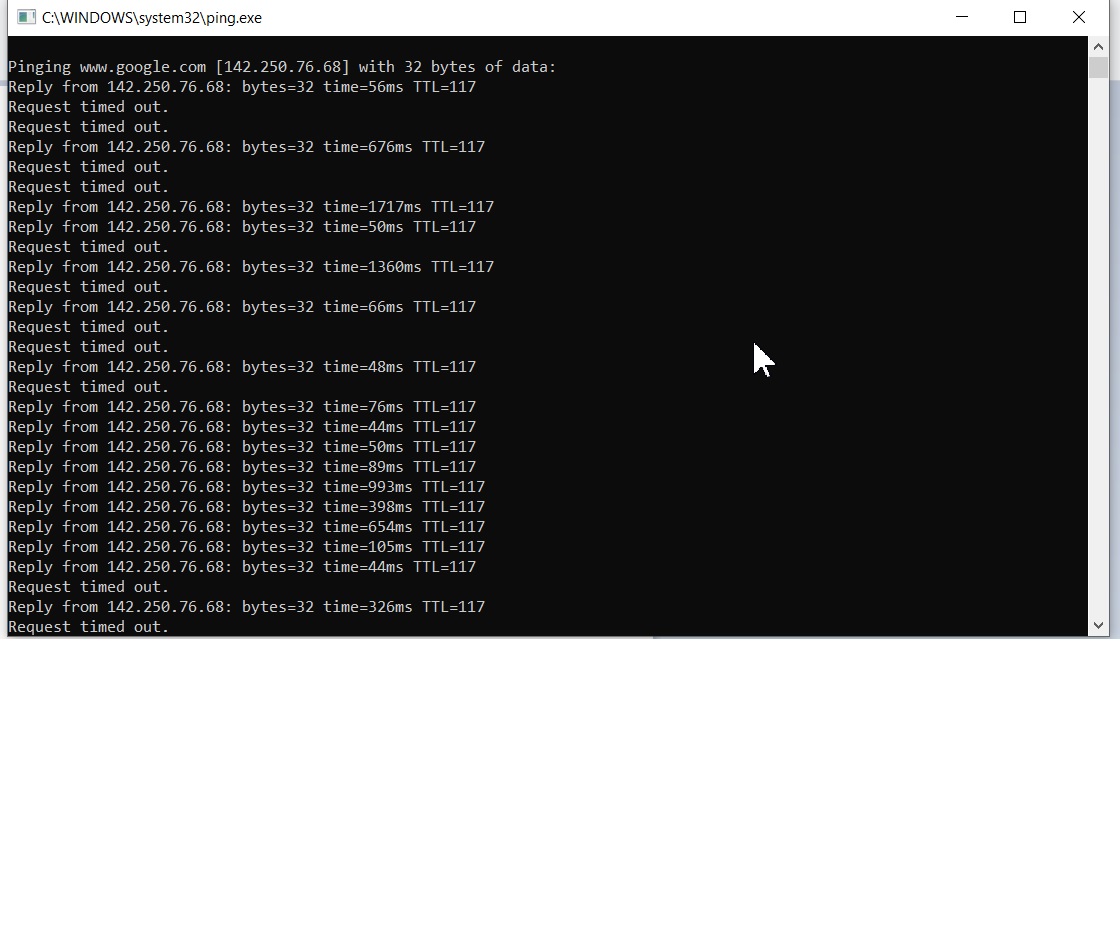 C:\WINDOWS\system32\ping.exe
Pinging www.google.com [142.250.76.68] with 32 bytes of data:
Reply from 142.250.76.68: bytes=32 time=56ms TTL=117
Request timed out.
Request timed out.
Reply from 142.250.76.68: bytes=32 time=676ms TTL=117
Request timed out.
Request timed out.
Reply from 142.250.76.68: bytes=32 time=1717ms TTL=117
Reply from 142.250.76.68: bytes=32 time=50ms TTL=117
Request timed out.
Reply from 142.250.76.68: bytes=32 time=1360ms TTL=117
Request timed out.
Reply from 142.250.76.68: bytes=32 time=66ms TTL=117
Request timed out.
Request timed out.
Reply from 142.250.76.68: bytes=32 time=48ms TTL=117
Request timed out.
Reply from 142.250.76.68: bytes=32 time=76ms TTL=117
Reply from 142.250.76.68: bytes=32 time=44ms TTL=117
Reply from 142.250.76.68: bytes=32 time=50ms TTL=117
Reply from 142.250.76.68: bytes=32 time=89ms TTL=117
Reply from 142.250.76.68: bytes=32 time=993ms TTL=117
Reply from 142.250.76.68: bytes=32 time=398ms TTL=117
Reply from 142.250.76.68: bytes=32 time=654ms TTL=117
Reply from 142.250.76.68: bytes=32 time=105ms TTL=117
Reply from 142.250.76.68: bytes=32 time=44ms TTL=117
Request timed out.
Reply from 142.250.76.68: bytes=32 time=326ms TTL=117
Request timed out.